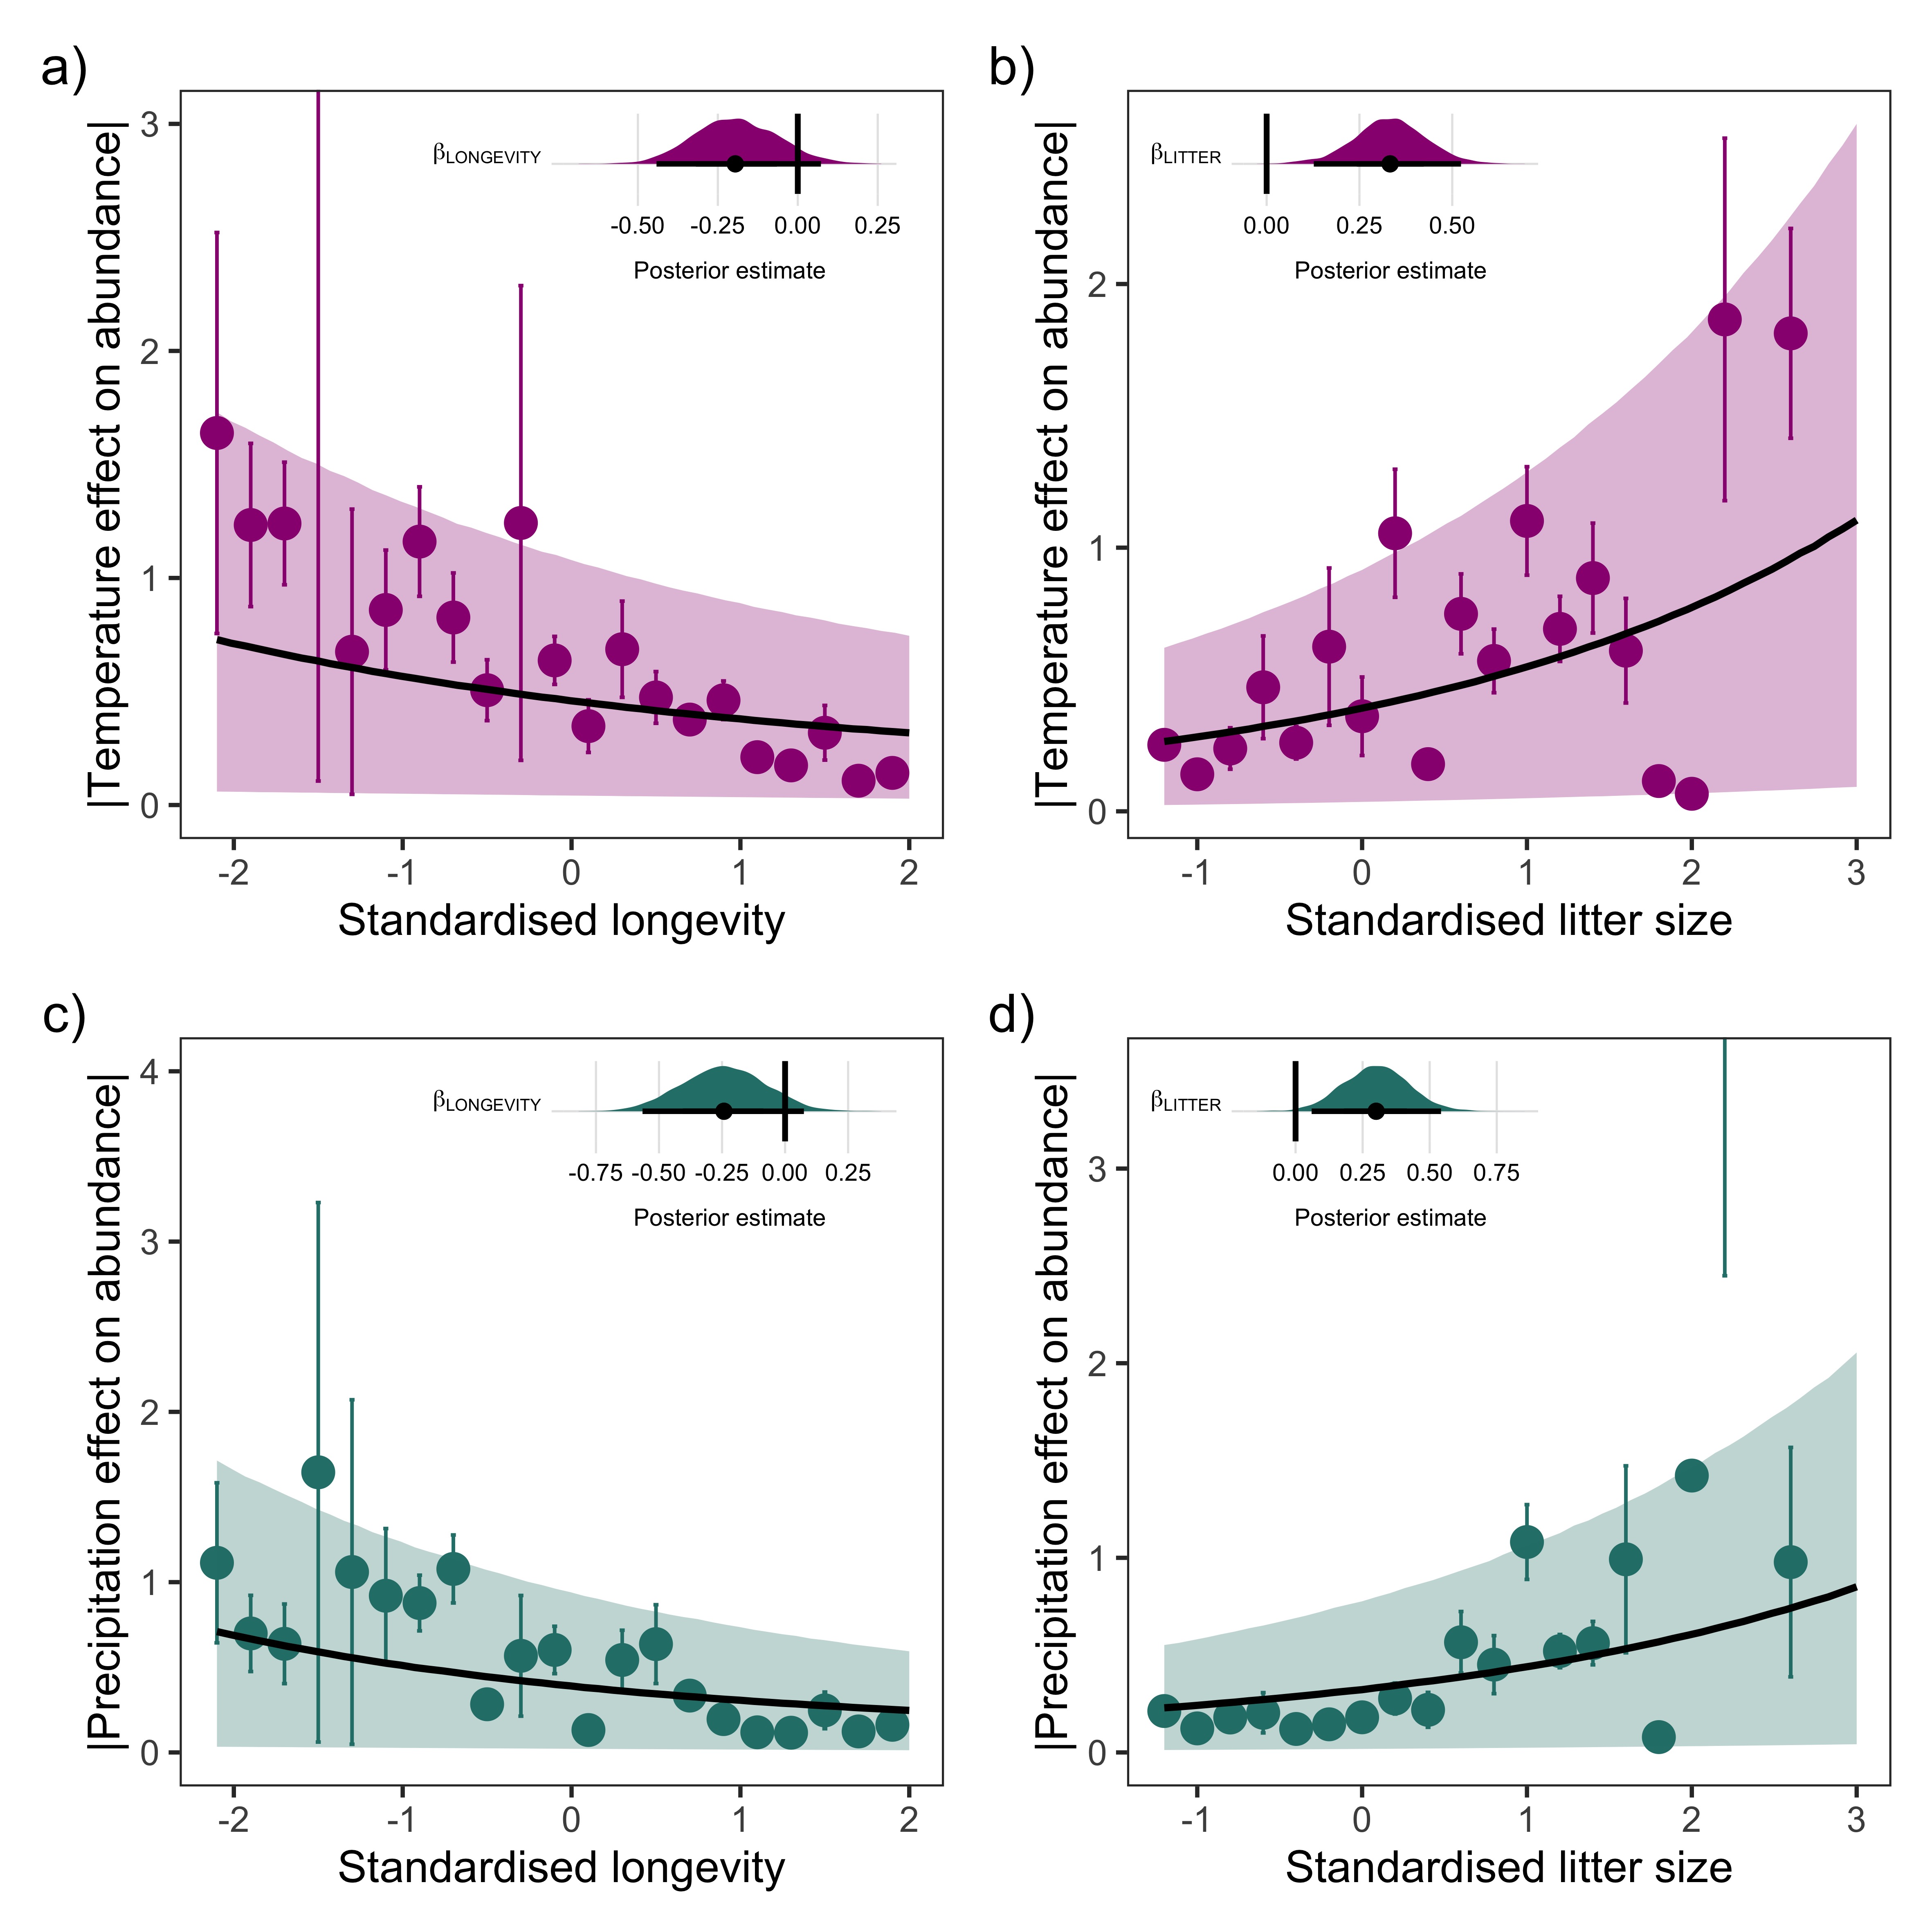 a)
|Temperature effect on abundance|
3
2
1
0
βLONGEVITY
-0.50 -0.25 0.00 0.25
Posterior estimate
-2 -1 0 1 2
Standardised longevity
b)
|Temperature effect on abundance|
2
1
0
βLITTER
0.00 0.25 0.50
Posterior estimate
-1 0 1 2 3
Standardised litter size
c)
|Precipitation effect on abundance|
4
3
2
1
0
βLONGEVITY
-0.75 -0.50 -0.25 0.00 0.25
Posterior estimate
-2 -1 0 1 2
Standardised longevity
d)
|Precipitation effect on abundance|
3
2
1
0
βLITTER
0.00 0.25 0.50 0.75
Posterior estimate
-1 0 1 2 3
Standardised litter size